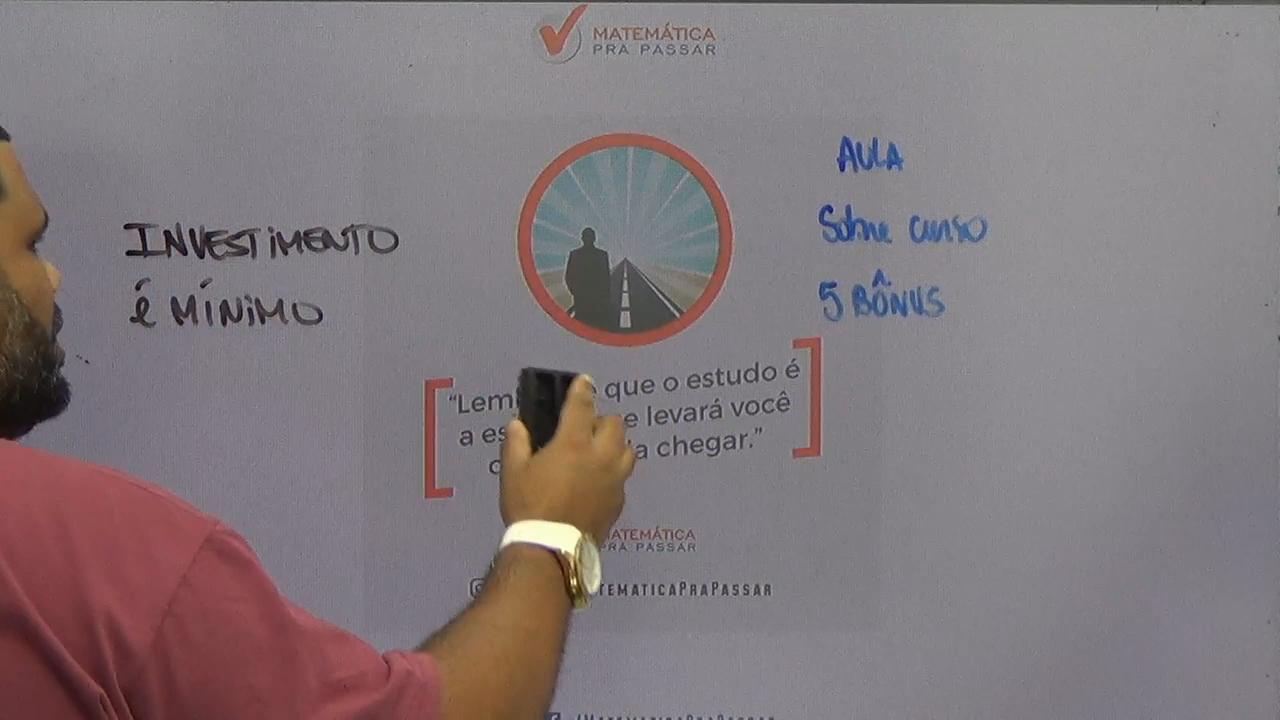 MATEMÁTICA
PRA PASSAR
INVESTIMENTO
É MÍNIMO
AULA
Sobre curso
5 BÔNUS
"Lem que o estudo é
a es e levará você
a chegar."
MATEMÁTICA
PRA PASSAR
TEMATICAPRAPASSAR
/MATEMATICAPRAPASSAR